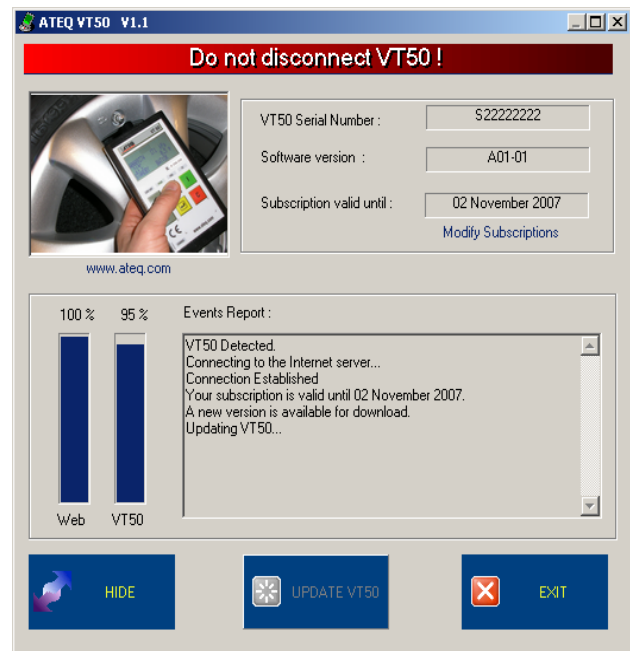 ATEQ VT50 V1.1
Do not disconnect VT50 !
VT50 Serial Number : S22222222
Software version : A01-01
Subscription valid until : 02 November 2007
Modify Subscriptions
www.ateq.com
100 % 95 % Events Report :
VT50 Detected.
Connecting to the Internet server...
Connection Established
Your subscription is valid until 02 November 2007.
A new version is available for download.
Updating VT50...
Web VT50
HIDE UPDATE VT50 EXIT